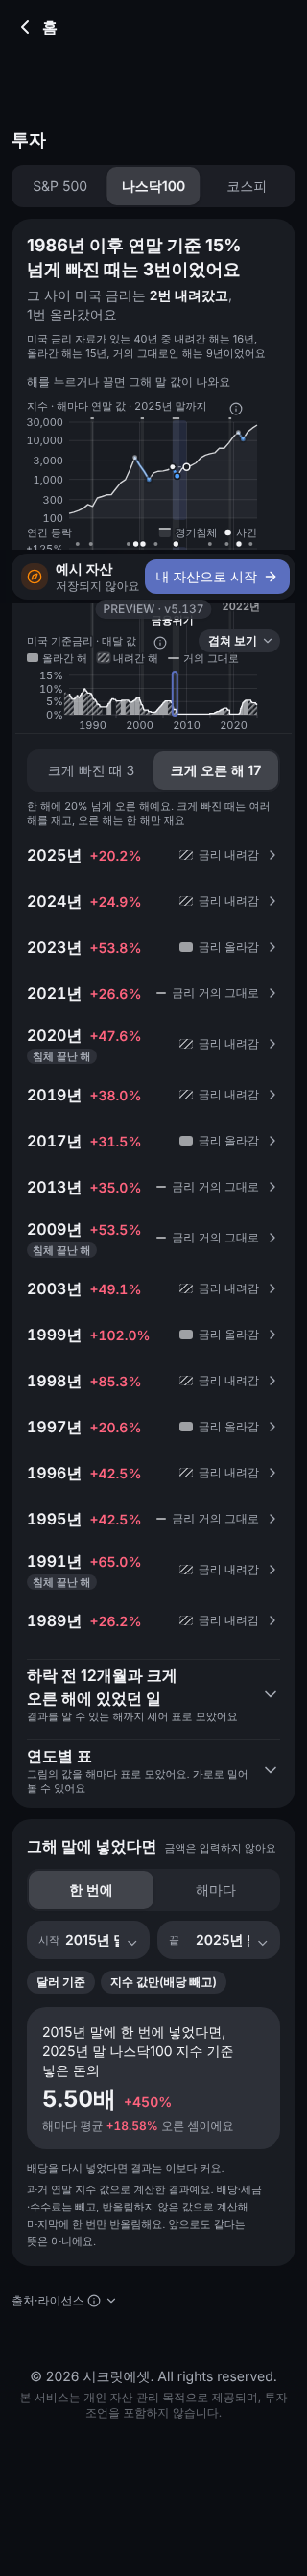 홈
투자
S&P 500
나스닥100
코스피
1986년 이후 연말 기준 15%
넘게 빠진 때는 3번이었어요
그 사이 미국 금리는 2번 내려갔고,
1번 올라갔어요
미국 금리 자료가 있는 40년 중 내려간 해는 16년,
올라간 해는 15년, 거의 그대로인 해는 9년이었어요
해를 누르거나 끌면 그해 말 값이 나와요
지수 · 해마다 연말 값 · 2025년 말까지
30,000
10,000
3,000
1,000
300
100
연간 등락
경기침체
사건
+125%
예시 자산
저장되지 않아요
내 자산으로 시작
PREVIEW · v5.137
2022년
금융위기
미국 기준금리 · 매달 값
겹쳐 보기
올라간 해
내려간 해
거의 그대로
15%
10%
5%
0%
1990
2000
2010
2020
크게 빠진 때 3
크게 오른 해 17
한 해에 20% 넘게 오른 해예요. 크게 빠진 때는 여러
해를 재고, 오른 해는 한 해만 재요
2025년 +20.2% 금리 내려감
2024년 +24.9% 금리 내려감
2023년 +53.8% 금리 올라감
2021년 +26.6% 금리 거의 그대로
2020년 +47.6% 금리 내려감
침체 끝난 해
2019년 +38.0% 금리 내려감
2017년 +31.5% 금리 올라감
2013년 +35.0% 금리 거의 그대로
2009년 +53.5% 금리 거의 그대로
침체 끝난 해
2003년 +49.1% 금리 내려감
1999년 +102.0% 금리 올라감
1998년 +85.3% 금리 내려감
1997년 +20.6% 금리 올라감
1996년 +42.5% 금리 내려감
1995년 +42.5% 금리 거의 그대로
1991년 +65.0% 금리 내려감
침체 끝난 해
1989년 +26.2% 금리 내려감
하락 전 12개월과 크게
오른 해에 있었던 일
결과를 알 수 있는 해까지 세어 표로 모았어요
연도별 표
그림의 값을 해마다 표로 모았어요. 가로로 밀어
볼 수 있어요
그해 말에 넣었다면 금액은 입력하지 않아요
한 번에
해마다
시작 2015년
끝 2025년
달러 기준
지수 값만(배당 빼고)
2015년 말에 한 번에 넣었다면,
2025년 말 나스닥100 지수 기준
넣은 돈의
5.50배 +450%
해마다 평균 +18.58% 오른 셈이에요
배당을 다시 넣었다면 결과는 이보다 커요.
과거 연말 지수 값으로 계산한 결과예요. 배당·세금
·수수료는 빼고, 반올림하지 않은 값으로 계산해
마지막에 한 번만 반올림해요. 앞으로도 같다는
뜻은 아니에요.
출처·라이선스
© 2026 시크릿에셋. All rights reserved.
본 서비스는 개인 자산 관리 목적으로 제공되며, 투자
조언을 포함하지 않습니다.